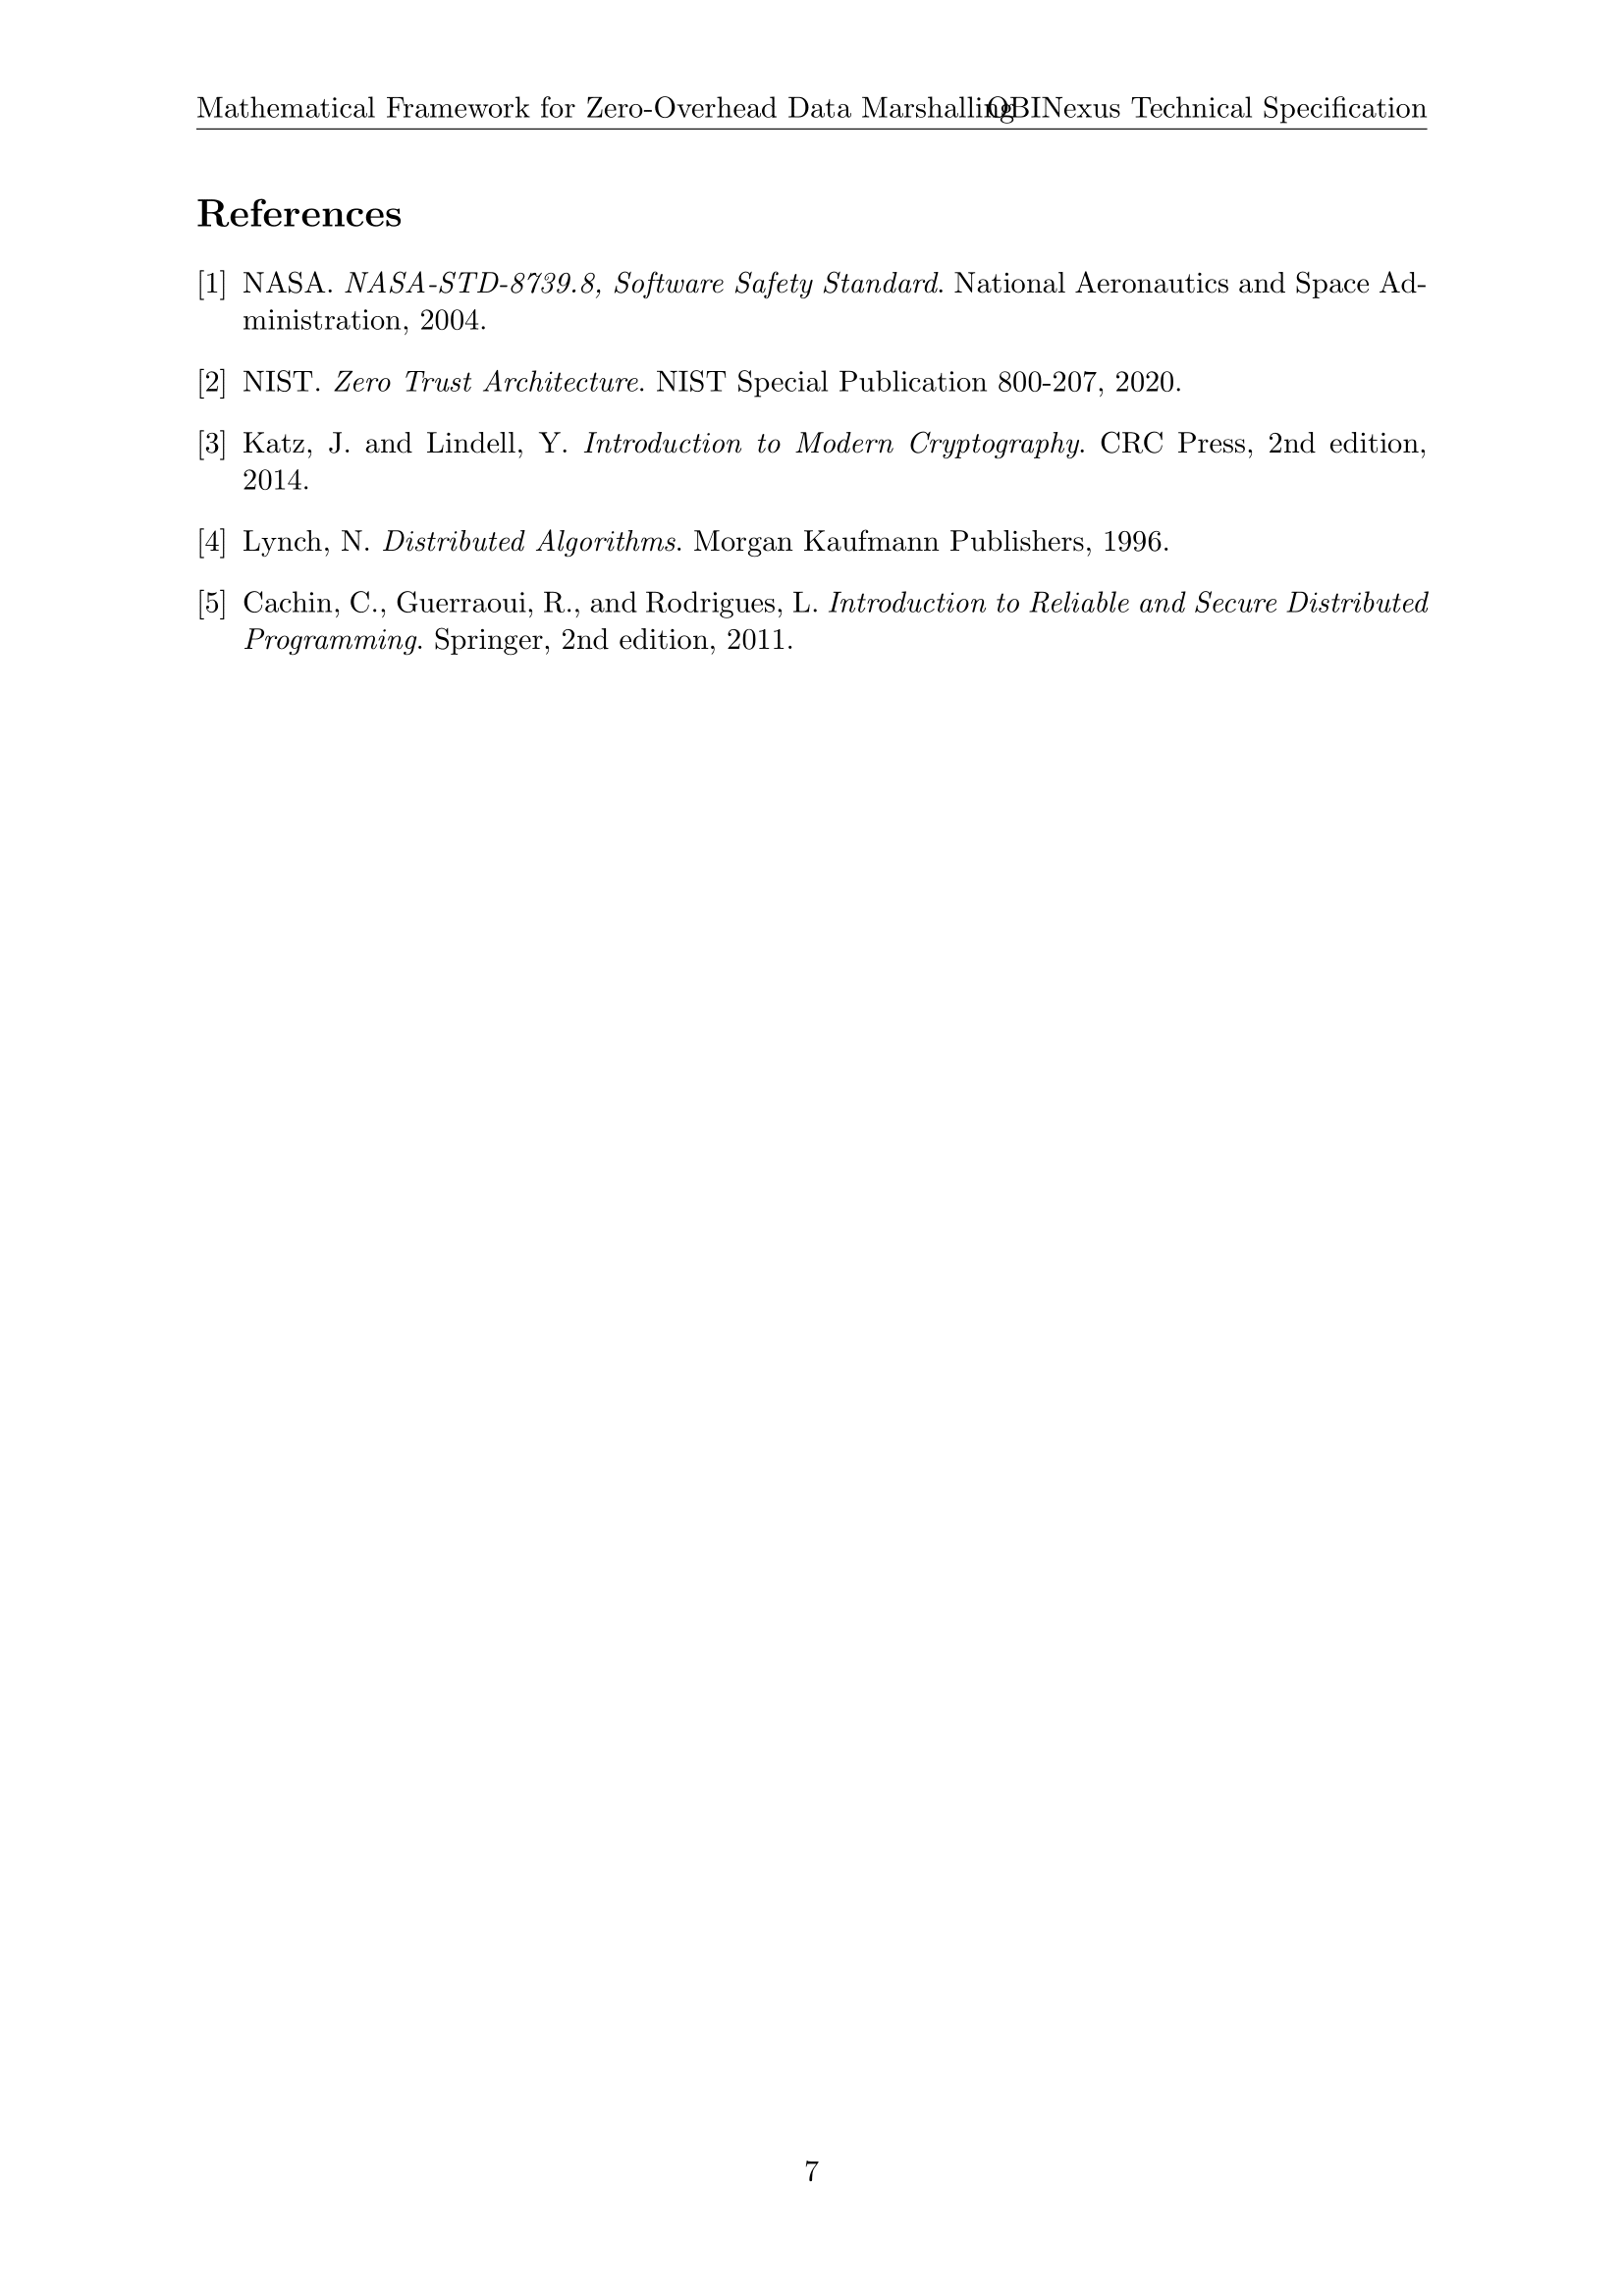 Mathematical Framework for Zero-Overhead Data Marshalling OBINexus Technical Specification
References
[1] NASA. NASA-STD-8739.8, Software Safety Standard. National Aeronautics and Space Ad-
ministration, 2004.
[2] NIST. Zero Trust Architecture. NIST Special Publication 800-207, 2020.
[3] Katz, J. and Lindell, Y. Introduction to Modern Cryptography. CRC Press, 2nd edition,
2014.
[4] Lynch, N. Distributed Algorithms. Morgan Kaufmann Publishers, 1996.
[5] Cachin, C., Guerraoui, R., and Rodrigues, L. Introduction to Reliable and Secure Distributed
Programming. Springer, 2nd edition, 2011.
7